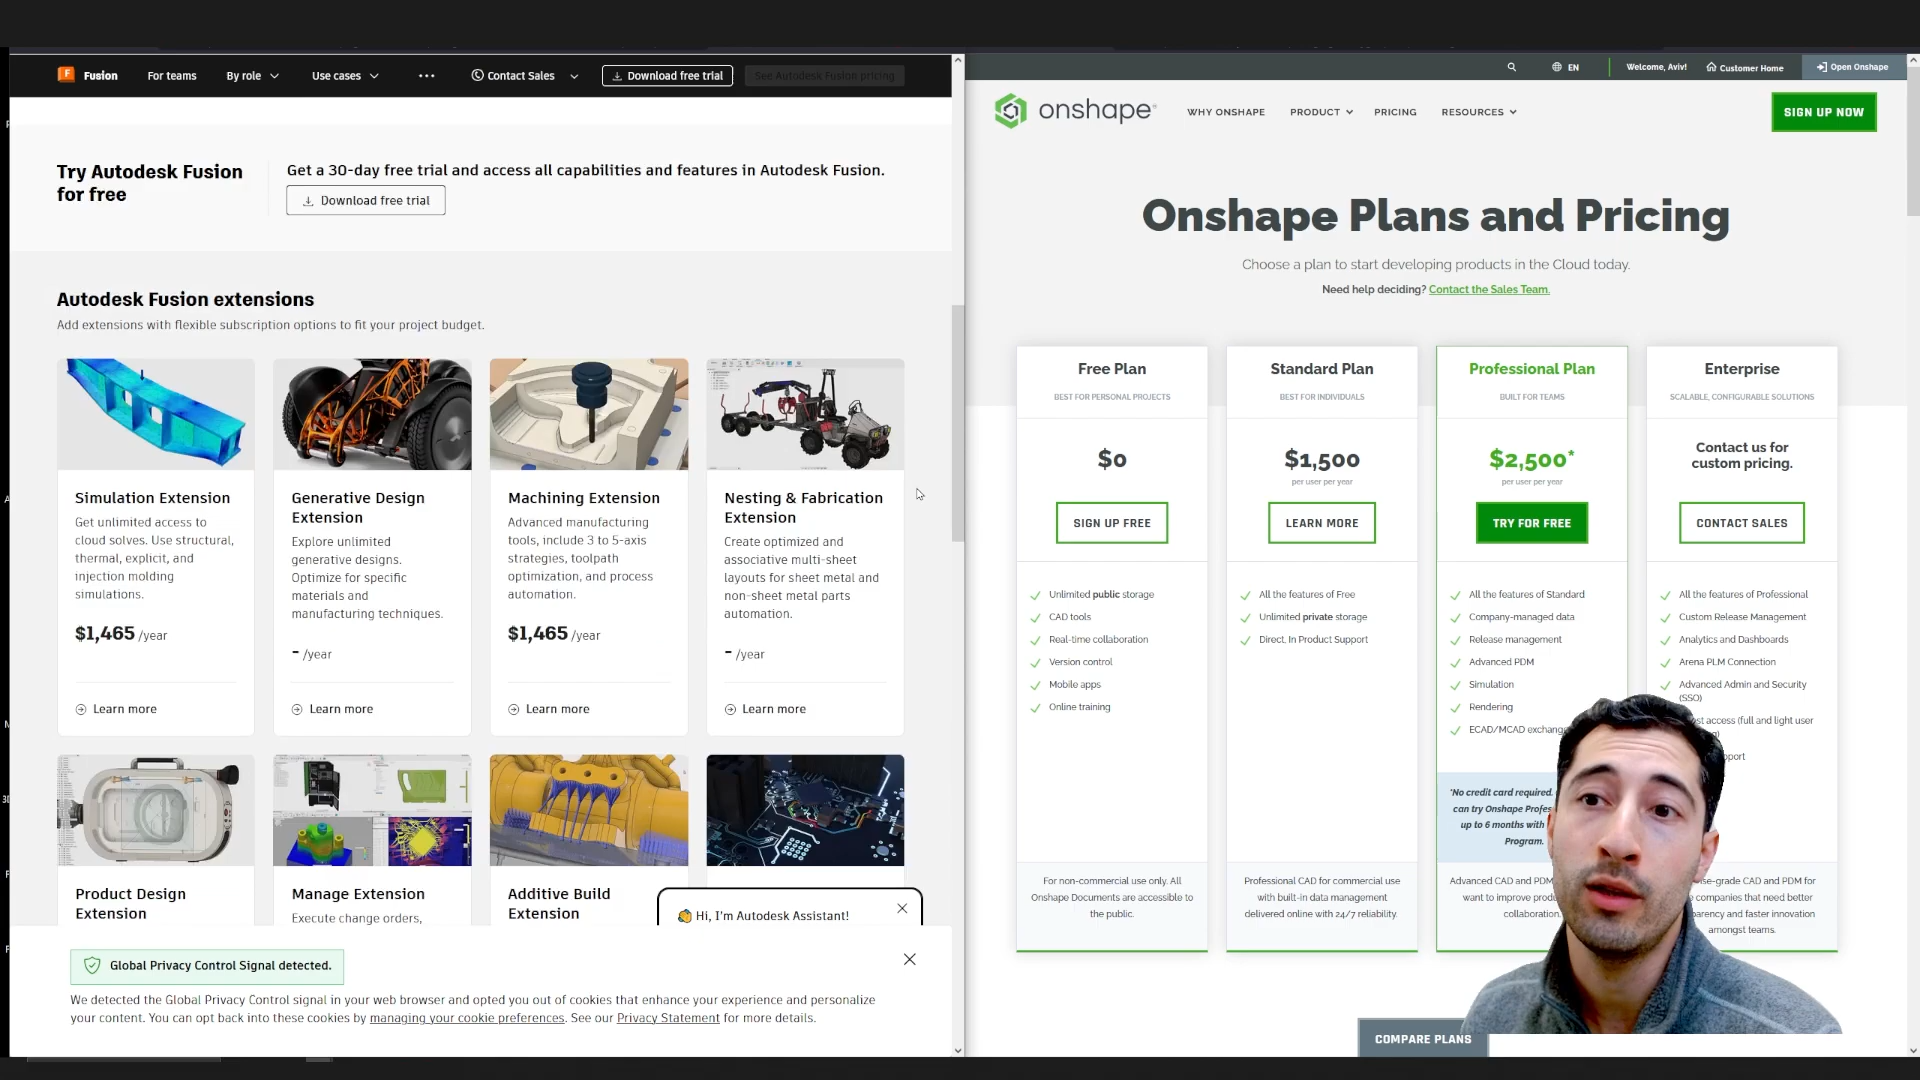 Fusion
For teams
By role
Use cases
Contact Sales
Download free trial
See Autodesk Fusion pricing
Try Autodesk Fusion
for free
Get a 30-day free trial and access all capabilities and features in Autodesk Fusion.
Download free trial
Autodesk Fusion extensions
Add extensions with flexible subscription options to fit your project budget.
Simulation Extension
Get unlimited access to
cloud solves. Use structural,
thermal, explicit, and
injection molding
simulations.
$1,465 /year
Learn more
Generative Design
Extension
Explore unlimited
generative designs.
Optimize for specific
materials and
manufacturing techniques.
- /year
Learn more
Machining Extension
Advanced manufacturing
tools, include 3 to 5-axis
strategies, toolpath
optimization, and process
automation.
$1,465 /year
Learn more
Nesting & Fabrication
Extension
Create optimized and
associative multi-sheet
layouts for sheet metal and
non-sheet metal parts
automation.
- /year
Learn more
Product Design
Extension
Manage Extension
Execute change orders,
Additive Build
Extension
Hi, I'm Autodesk Assistant!
Global Privacy Control Signal detected.
We detected the Global Privacy Control signal in your web browser and opted you out of cookies that enhance your experience and personalize
your content. You can opt back into these cookies by managing your cookie preferences. See our Privacy Statement for more details.
EN
Welcome, Aviv!
Customer Home
Open Onshape
onshape
WHY ONSHAPE
PRODUCT
PRICING
RESOURCES
SIGN UP NOW
Onshape Plans and Pricing
Choose a plan to start developing products in the Cloud today.
Need help deciding? Contact the Sales Team.
Free Plan
BEST FOR PERSONAL PROJECTS
$0
SIGN UP FREE
Unlimited public storage
CAD tools
Real-time collaboration
Version control
Mobile apps
Online training
For non-commercial use only. All
Onshape Documents are accessible to
the public.
Standard Plan
BEST FOR INDIVIDUALS
$1,500
per user per year
LEARN MORE
All the features of Free
Unlimited private storage
Direct, In Product Support
Professional CAD for commercial use
with built-in data management
delivered online with 24/7 reliability.
Professional Plan
BUILT FOR TEAMS
$2,500*
per user per year
TRY FOR FREE
All the features of Standard
Company-managed data
Release management
Advanced PDM
Simulation
Rendering
ECAD/MCAD exchang
*No credit card required.
can try Onshape Profes
up to 6 months with
Program.
Advanced CAD and PDM
want to improve produ
collaboration.
Enterprise
SCALABLE, CONFIGURABLE SOLUTIONS
Contact us for
custom pricing.
CONTACT SALES
All the features of Professional
Custom Release Management
Analytics and Dashboards
Arena PLM Connection
Advanced Admin and Security
(SSO)
access (full and light user
ise-grade CAD and PDM for
companies that need better
parency and faster innovation
amongst teams.
COMPARE PLANS